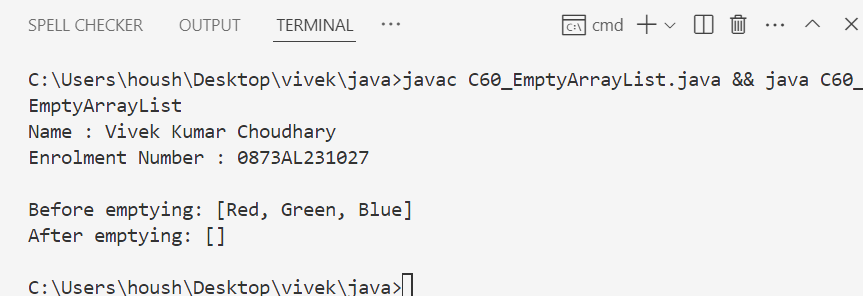 SPELL CHECKER OUTPUT TERMINAL ··· cmd ···
C:\Users\housh\Desktop\vivek\java>javac C60_EmptyArrayList.java && java C60_
EmptyArrayList
Name : Vivek Kumar Choudhary
Enrolment Number : 0873AL231027
Before emptying: [Red, Green, Blue]
After emptying: []
C:\Users\housh\Desktop\vivek\java>